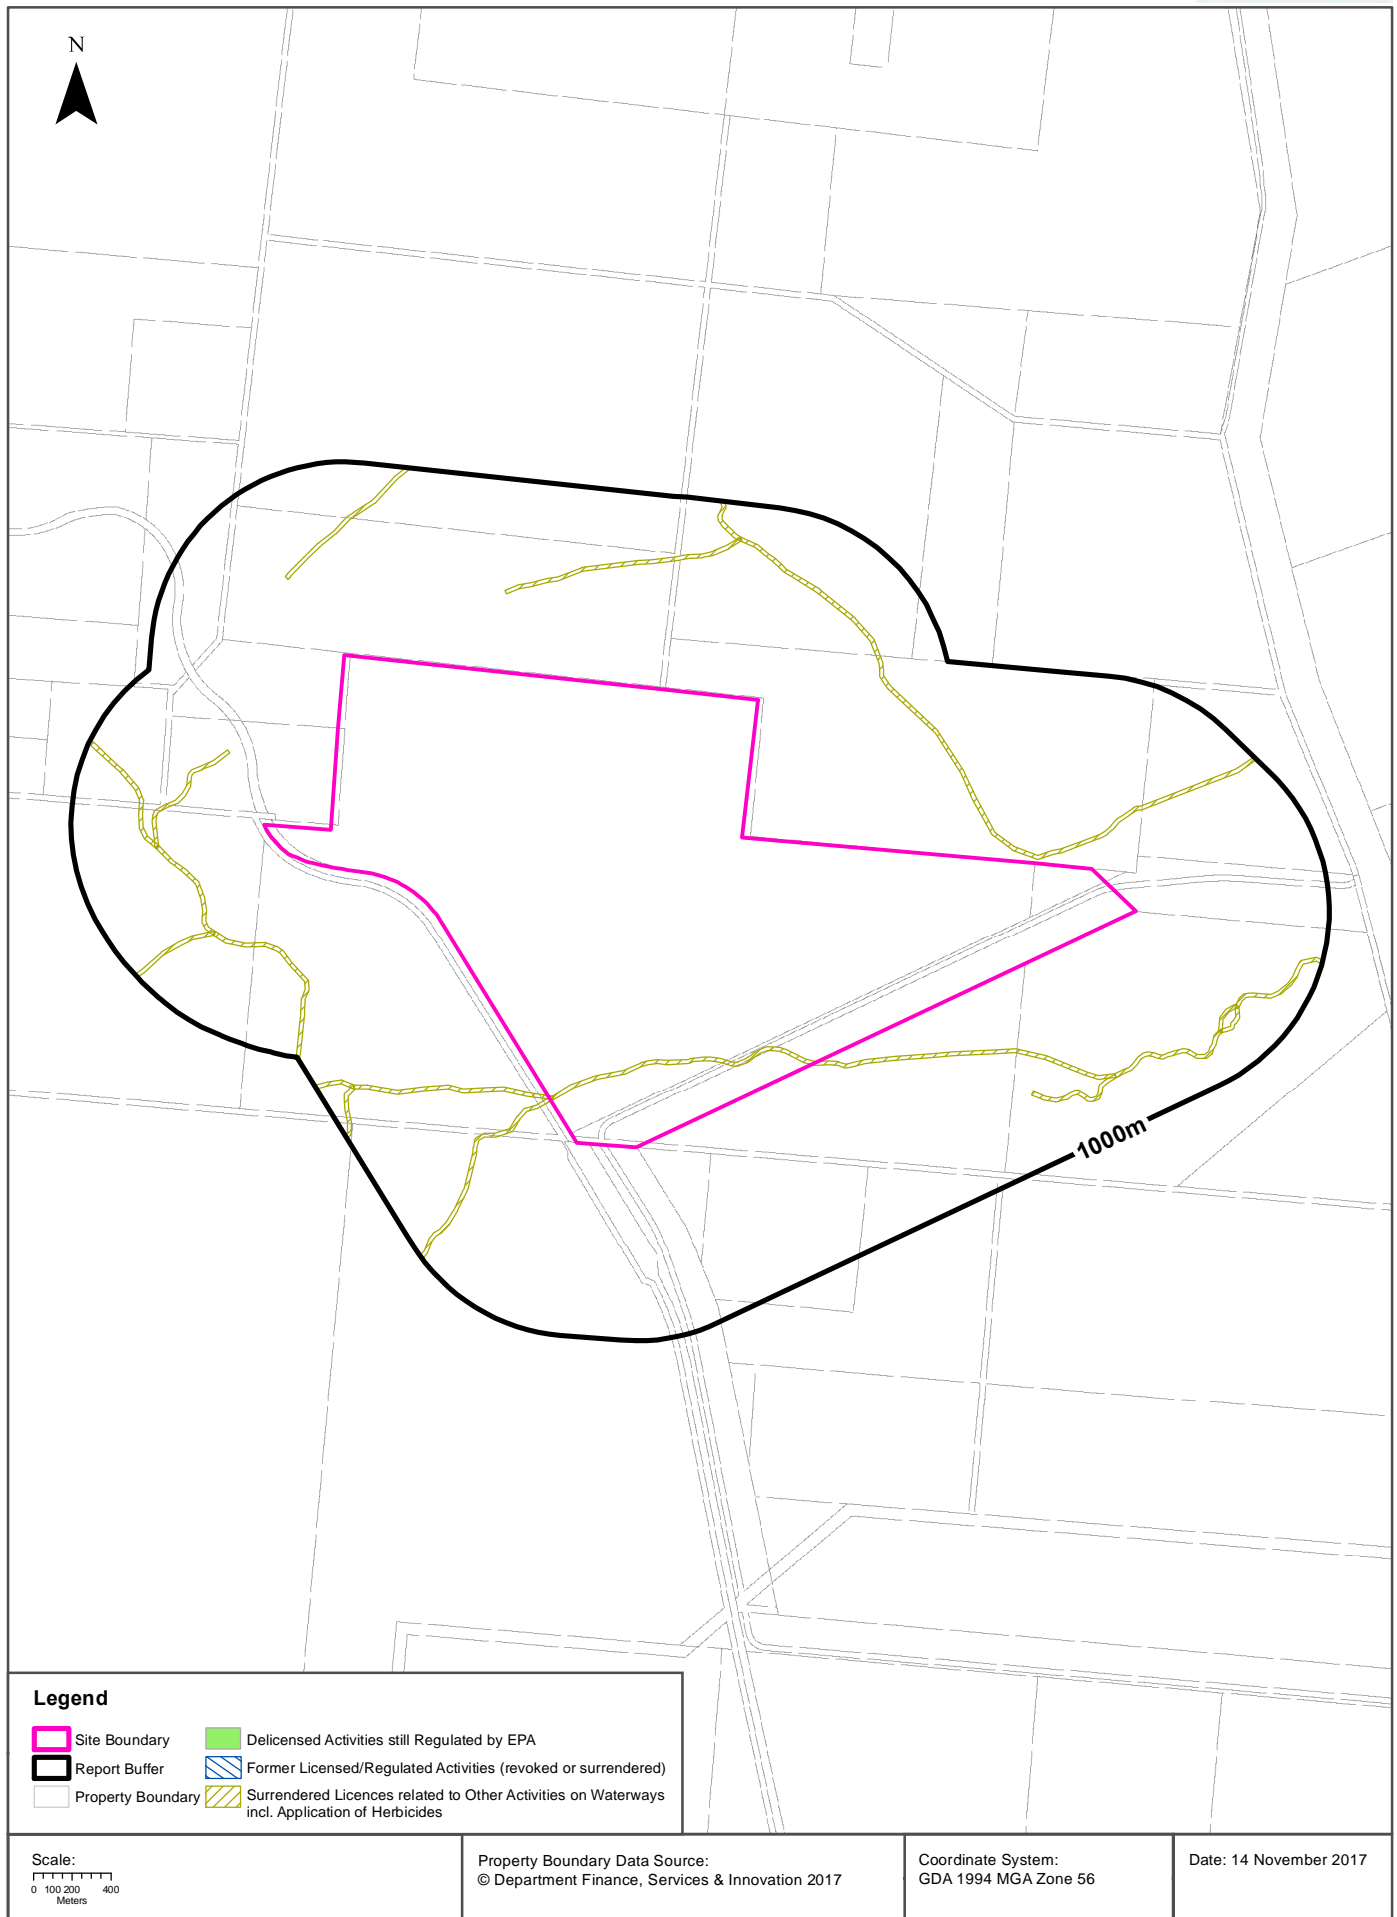 N
1000m
Legend
Site Boundary
Report Buffer
Property Boundary
Delicensed Activities still Regulated by EPA
Former Licensed/Regulated Activities (revoked or surrendered)
Surrendered Licences related to Other Activities on Waterways
incl. Application of Herbicides
Scale:
0 100 200 400
Meters
Property Boundary Data Source:
© Department Finance, Services & Innovation 2017
Coordinate System:
GDA 1994 MGA Zone 56
Date: 14 November 2017